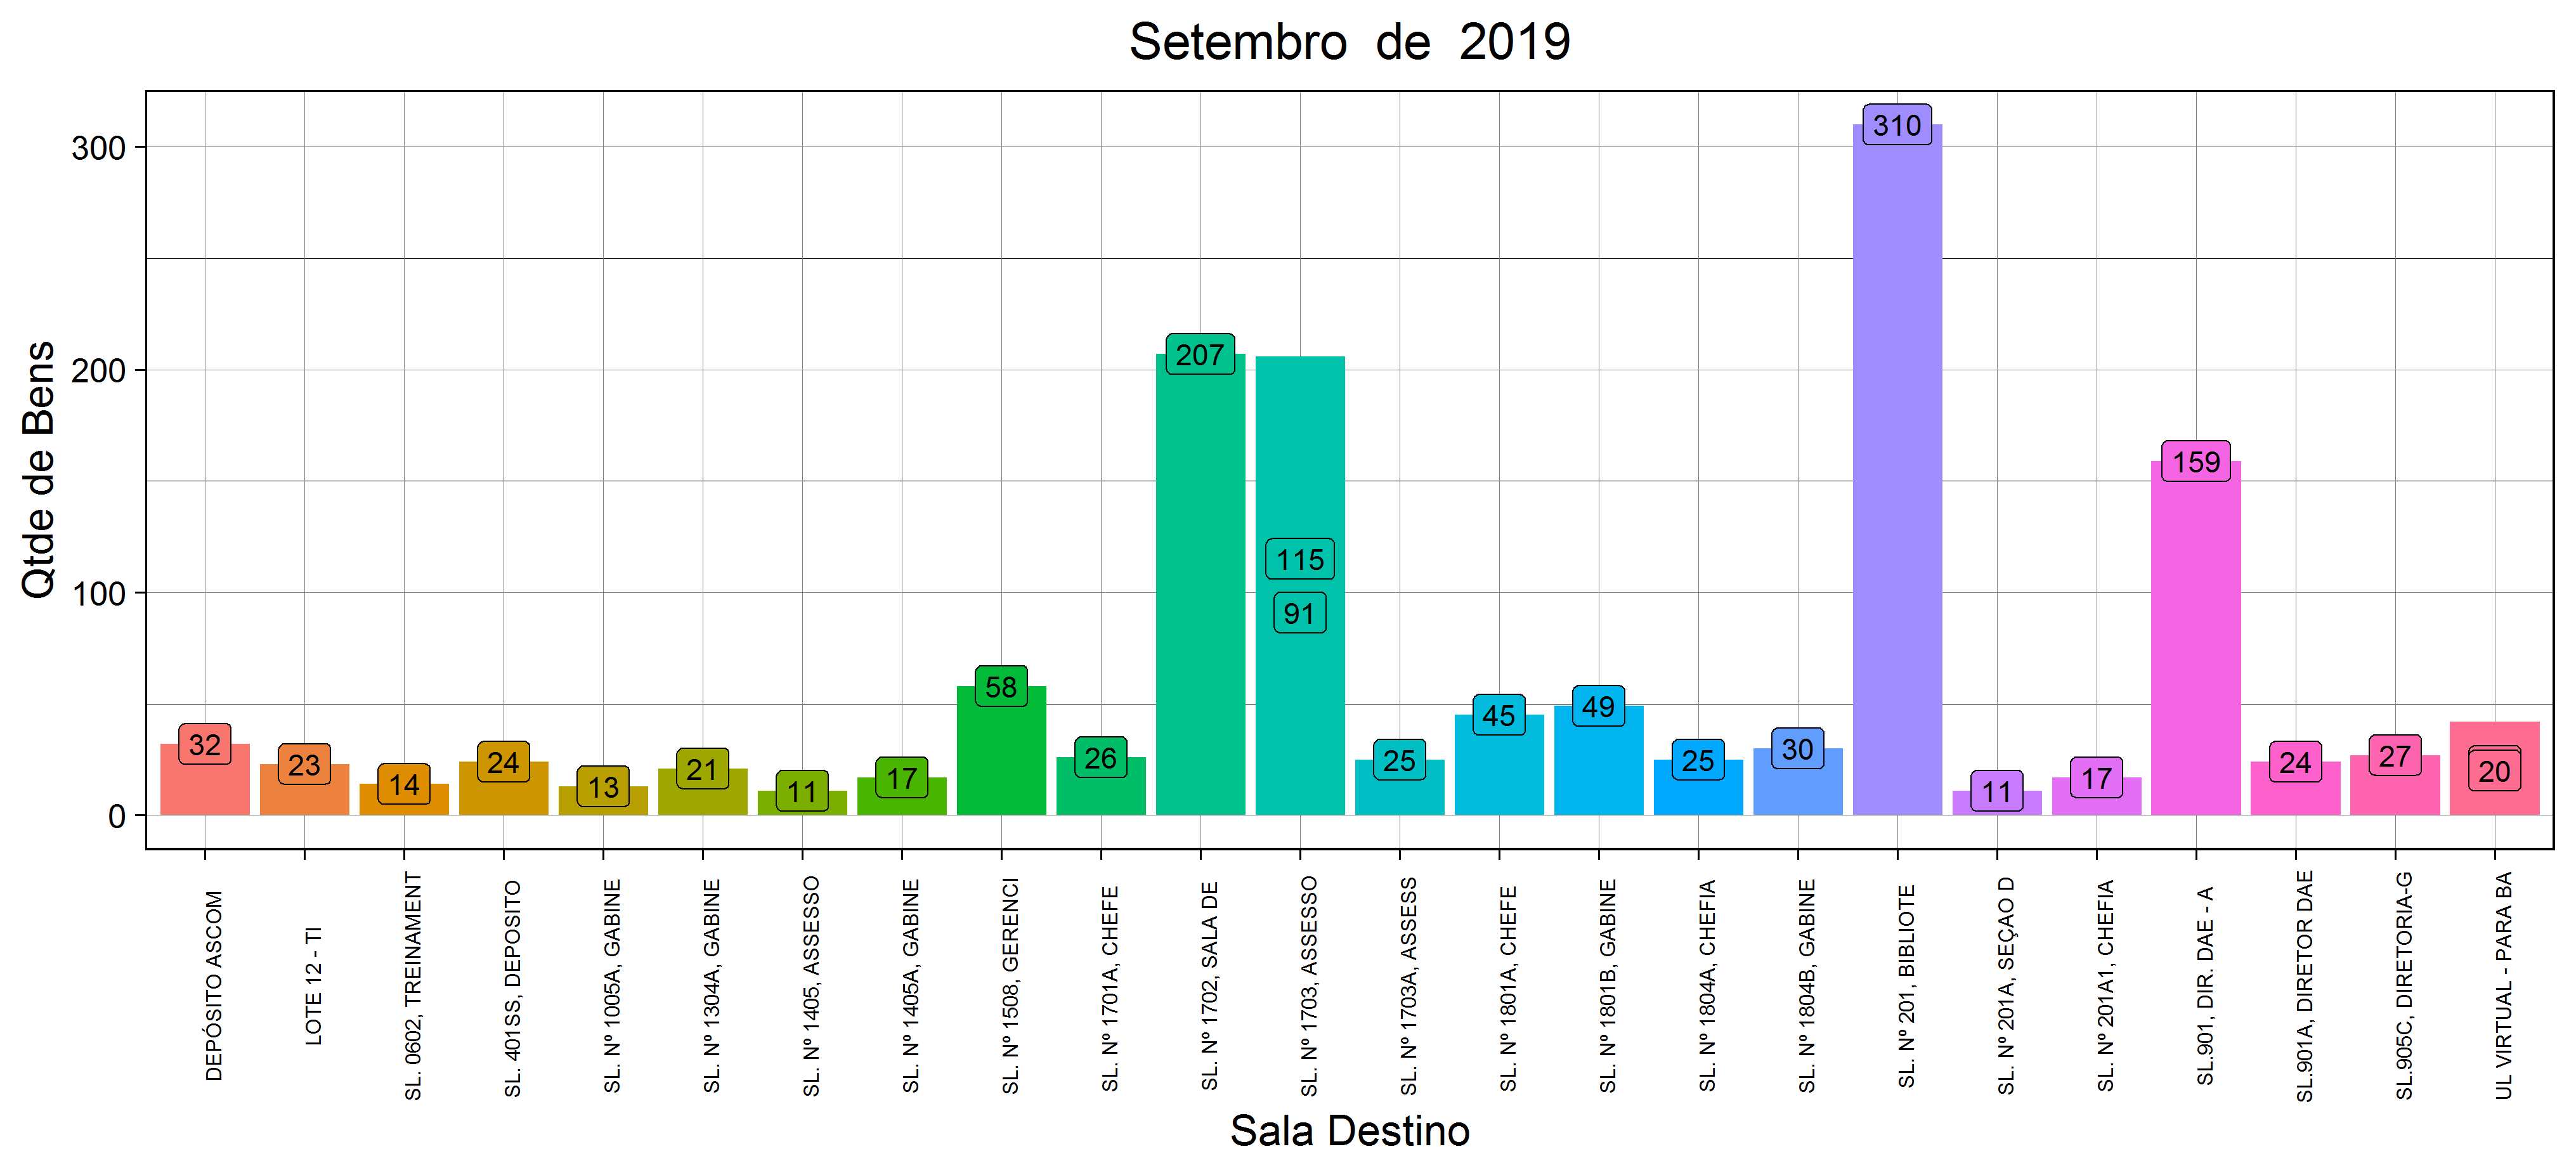 Setembro de 2019
Qtde de Bens
300
200
100
0
32
23
14
24
13
21
11
17
58
26
207
115
91
25
45
49
25
30
310
11
17
159
24
27
20
DEPÓSITO ASCOM
LOTE 12 - TI
SL. 0602, TREINAMENT
SL. 401SS, DEPOSITO
SL. Nº 1005A, GABINE
SL. Nº 1304A, GABINE
SL. Nº 1405, ASSESSO
SL. Nº 1405A, GABINE
SL. Nº 1508, GERENCI
SL. Nº 1701A, CHEFE
SL. Nº 1702, SALA DE
SL. Nº 1703, ASSESSO
SL. Nº 1703A, ASSESS
SL. Nº 1801A, CHEFE
SL. Nº 1801B, GABINE
SL. Nº 1804A, CHEFIA
SL. Nº 1804B, GABINE
SL. Nº 201, BIBLIOTE
SL. Nº 201A, SEÇAO D
SL. Nº 201A1, CHEFIA
SL.901, DIR. DAE - A
SL.901A, DIRETOR DAE
SL.905C, DIRETORIA-G
UL VIRTUAL - PARA BA
Sala Destino